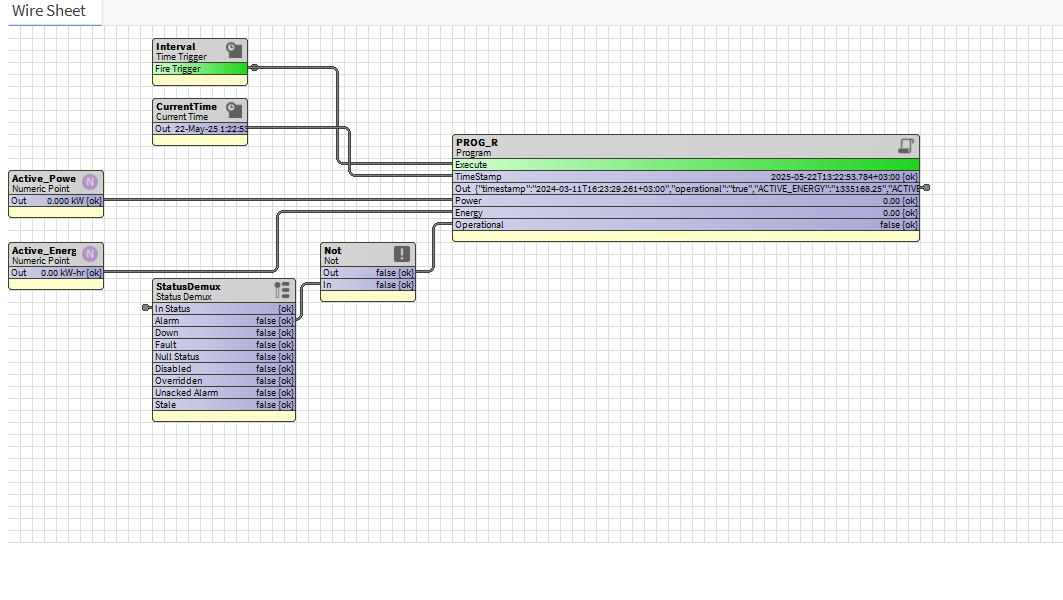 Wire Sheet
Interval
Time Trigger
Fire Trigger
CurrentTime
Current Time
Out 22-May-25 1:22:53
PROG_R
Program
Execute
TimeStamp 2025-05-22T13:22:53.784+03:00 {ok}
Out {"timestamp":"2024-03-11T16:23:29.261+03:00","operational":"true","ACTIVE_ENERGY":"1335168.25","ACTIVE
Power 0.00 {ok}
Energy 0.00 {ok}
Operational false {ok}
Active_Powe
Numeric Point
N
Out 0.000 kW {ok}
Active_Energ
Numeric Point
N
Out 0.00 kW-hr {ok}
Not
Not
Out false {ok}
In false {ok}
StatusDemux
Status Demux
In Status {ok}
Alarm false {ok}
Down false {ok}
Fault false {ok}
Null Status false {ok}
Disabled false {ok}
Overridden false {ok}
Unacked Alarm false {ok}
Stale false {ok}